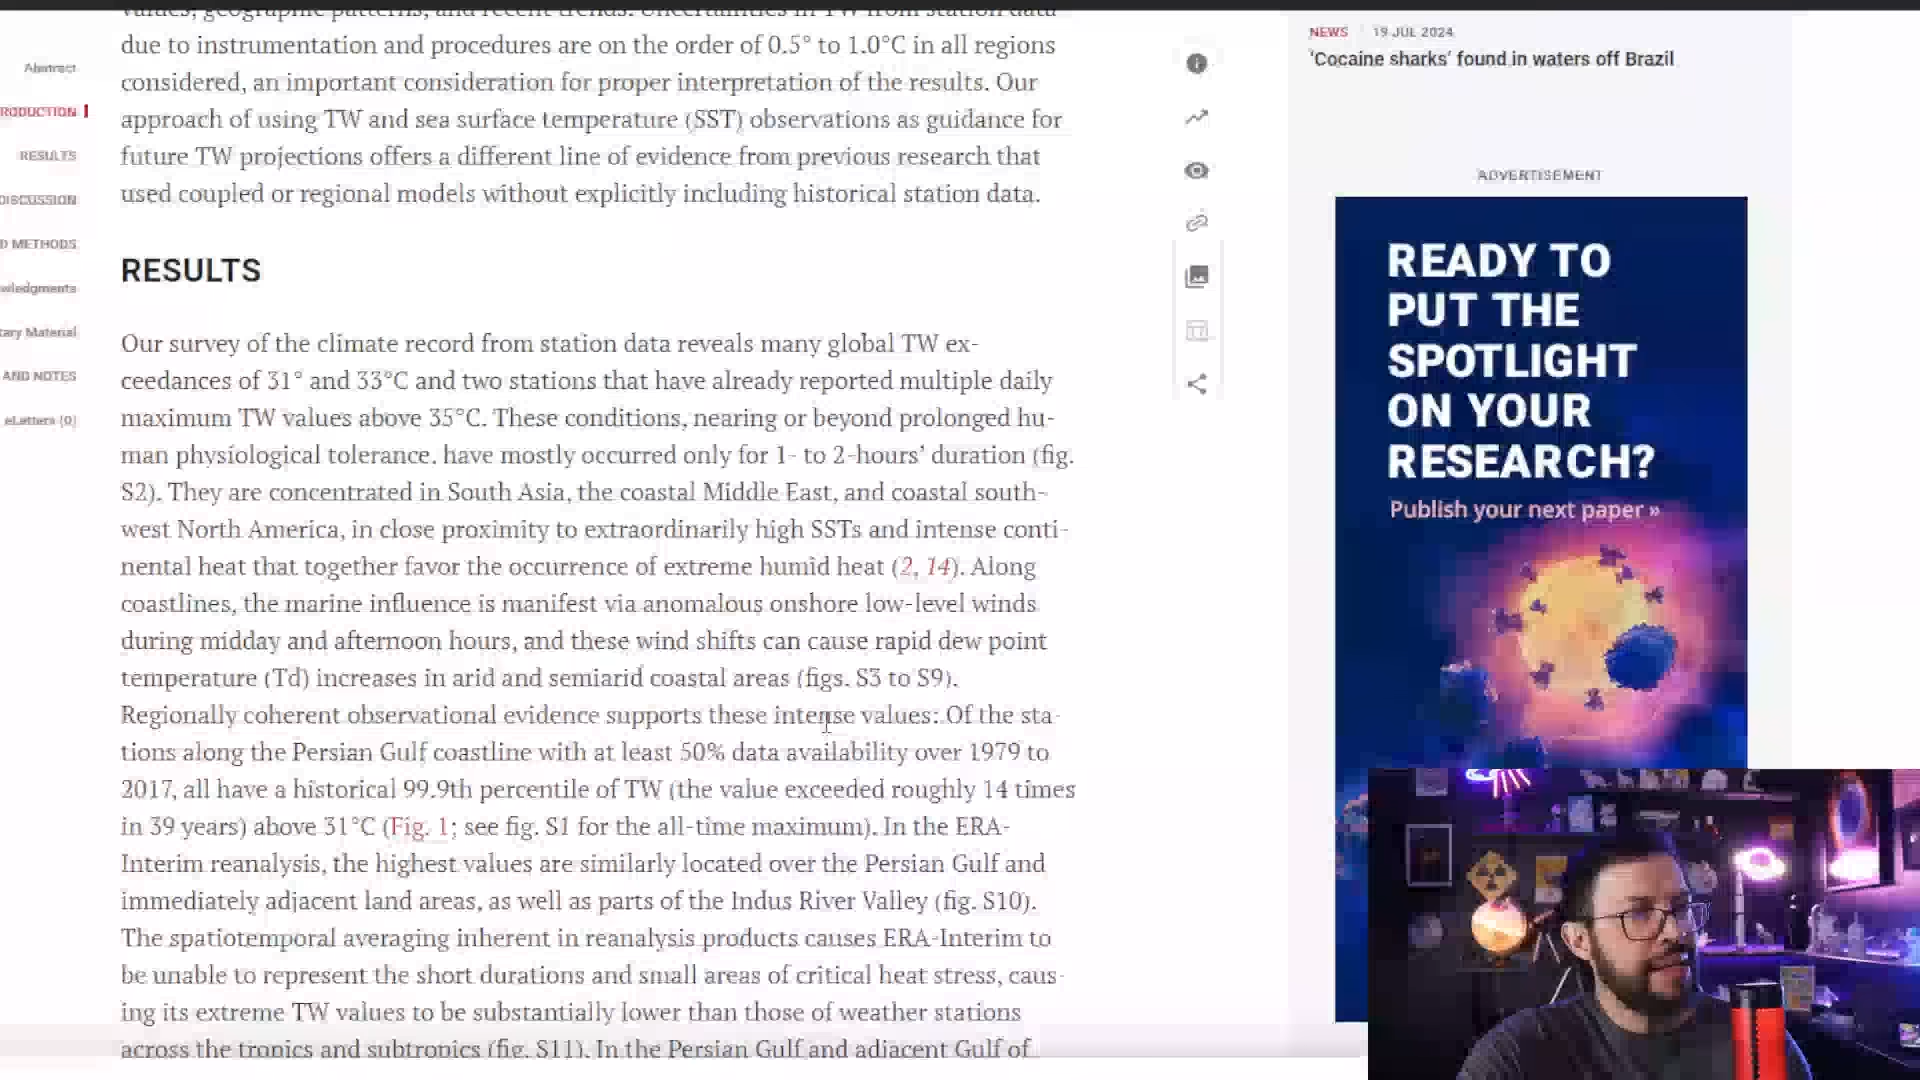 due to instrumentation and procedures are on the order of 0.5° to 1.0°C in all regions
considered, an important consideration for proper interpretation of the results. Our
approach of using TW and sea surface temperature (SST) observations as guidance for
future TW projections offers a different line of evidence from previous research that
used coupled or regional models without explicitly including historical station data.
RESULTS
Our survey of the climate record from station data reveals many global TW ex-
ceedances of 31° and 33°C and two stations that have already reported multiple daily
maximum TW values above 35°C. These conditions, nearing or beyond prolonged hu-
man physiological tolerance, have mostly occurred only for 1- to 2-hours' duration (fig.
S2). They are concentrated in South Asia, the coastal Middle East, and coastal south-
west North America, in close proximity to extraordinarily high SSTs and intense conti-
nental heat that together favor the occurrence of extreme humid heat (2, 14). Along
coastlines, the marine influence is manifest via anomalous onshore low-level winds
during midday and afternoon hours, and these wind shifts can cause rapid dew point
temperature (Td) increases in arid and semiarid coastal areas (figs. S3 to S9).
Regionally coherent observational evidence supports these intense values: Of the sta-
tions along the Persian Gulf coastline with at least 50% data availability over 1979 to
2017, all have a historical 99.9th percentile of TW (the value exceeded roughly 14 times
in 39 years) above 31°C (Fig. 1; see fig. S1 for the all-time maximum). In the ERA-
Interim reanalysis, the highest values are similarly located over the Persian Gulf and
immediately adjacent land areas, as well as parts of the Indus River Valley (fig. S10).
The spatiotemporal averaging inherent in reanalysis products causes ERA-Interim to
be unable to represent the short durations and small areas of critical heat stress, caus-
ing its extreme TW values to be substantially lower than those of weather stations
across the tropics and subtropics (fig. S11). In the Persian Gulf and adjacent Gulf of
Abstract
RODUCTION
RESULTS
DISCUSSION
D METHODS
wledgments
tary Material
AND NOTES
eLetters (0)
NEWS 19 JUL 2024
'Cocaine sharks' found in waters off Brazil
ADVERTISEMENT
READY TO
PUT THE
SPOTLIGHT
ON YOUR
RESEARCH?
Publish your next paper »